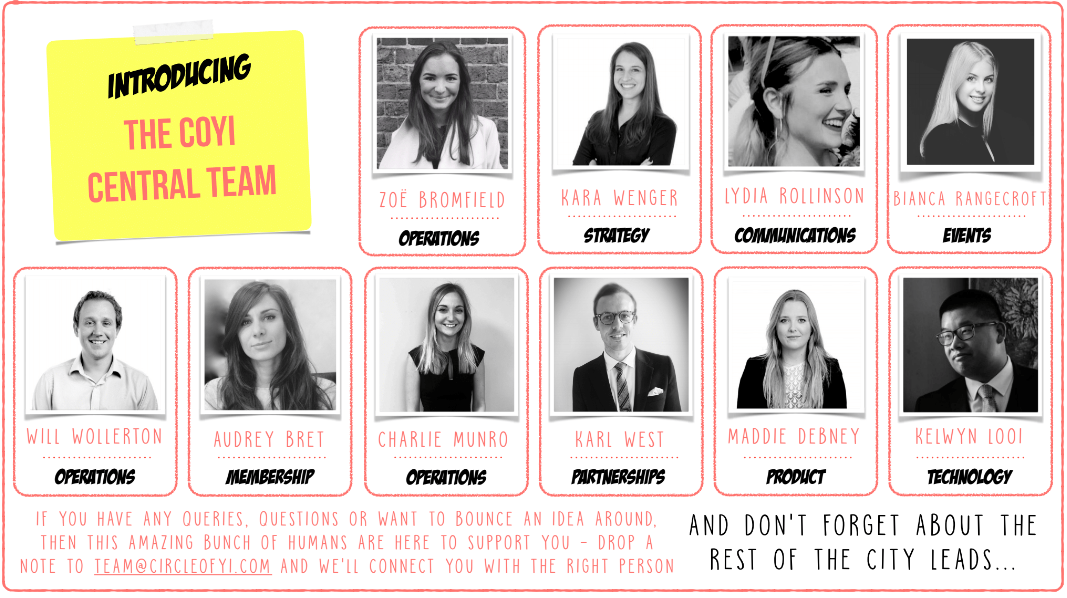 INTRODUCING
THE COYI
CENTRAL TEAM
ZOË BROMFIELD
OPERATIONS
KARA WENGER
STRATEGY
LYDIA ROLLINSON
COMMUNICATIONS
BIANCA RANGECROFT
EVENTS
WILL WOLLERTON
OPERATIONS
AUDREY BRET
MEMBERSHIP
CHARLIE MUNRO
OPERATIONS
KARL WEST
PARTNERSHIPS
MADDIE DEBNEY
PRODUCT
KELWYN LOOI
TECHNOLOGY
IF YOU HAVE ANY QUERIES, QUESTIONS OR WANT TO BOUNCE AN IDEA AROUND,
THEN THIS AMAZING BUNCH OF HUMANS ARE HERE TO SUPPORT YOU - DROP A
NOTE TO TEAM@CIRCLEOFYI.COM AND WE'LL CONNECT YOU WITH THE RIGHT PERSON
AND DON'T FORGET ABOUT THE
REST OF THE CITY LEADS...